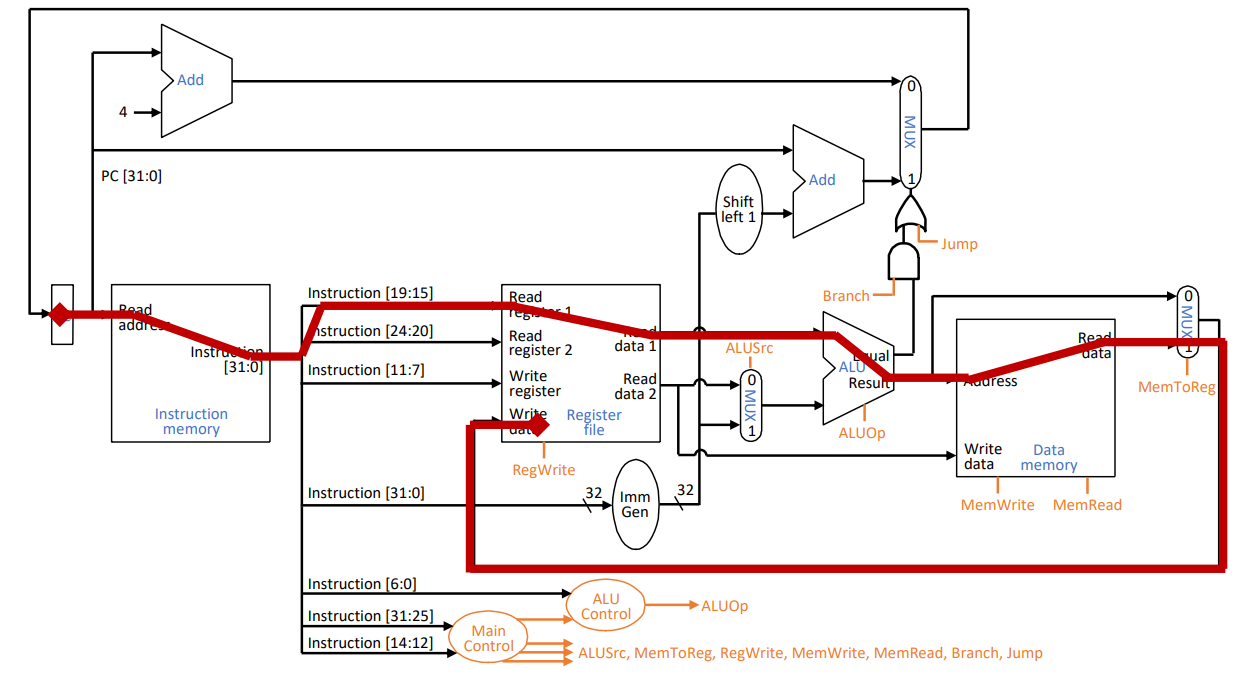 Add
4
PC [31:0]
0
MUX
1
Add
Shift
left 1
Jump
Branch
Read
address
Instruction
[31:0]
Instruction
memory
Instruction [19:15]
Instruction [24:20]
Instruction [11:7]
Read
register 1
Read
register 2
Write
register
Write
data
Read
data 1
Read
data 2
Register
file
RegWrite
ALUSrc
0
MUX
1
Equal
ALU
Result
ALUOp
Address
Read
data
Write
data
Data
memory
MemWrite
MemRead
0
MUX
1
MemToReg
Instruction [31:0]
32
Imm
Gen
32
Instruction [6:0]
Instruction [31:25]
Instruction [14:12]
ALU
Control
ALUOp
Main
Control
ALUSrc, MemToReg, RegWrite, MemWrite, MemRead, Branch, Jump